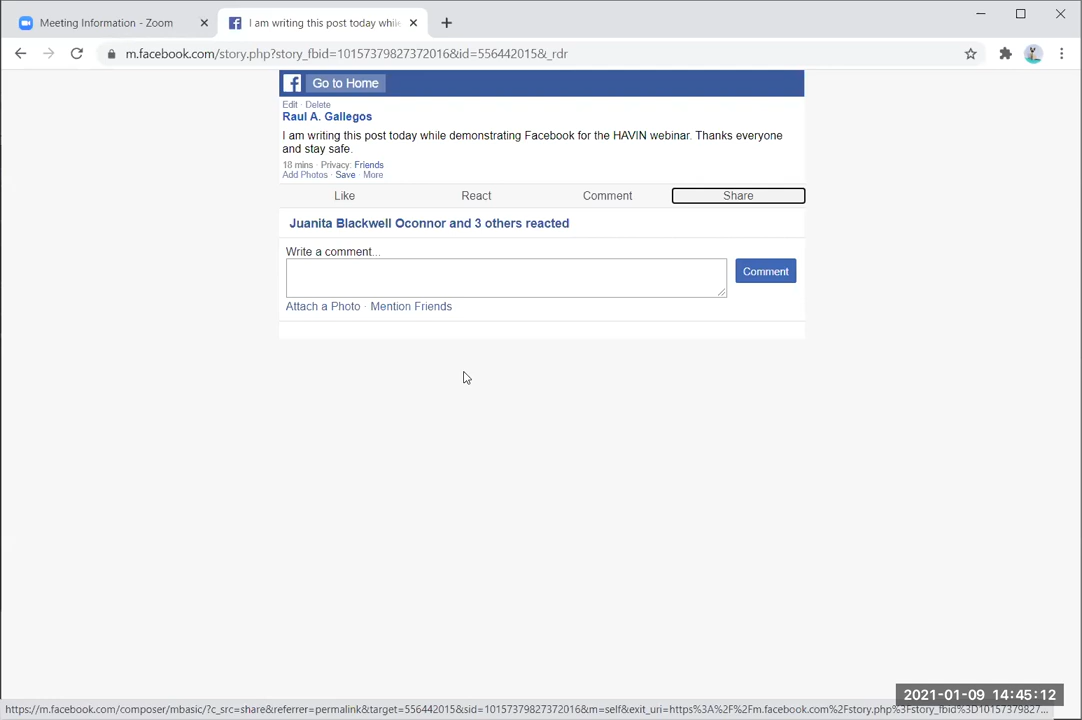 Meeting Information - Zoom
I am writing this post today while
m.facebook.com/story.php?story_fbid=10157379827372016&id=556442015&_rdr
Go to Home
Edit · Delete
Raul A. Gallegos
I am writing this post today while demonstrating Facebook for the HAVIN webinar. Thanks everyone
and stay safe.
18 mins · Privacy: Friends
Add Photos · Save · More
Like React Comment Share
Juanita Blackwell Oconnor and 3 others reacted
Write a comment...
Comment
Attach a Photo · Mention Friends
2021-01-09 14:45:12
https://m.facebook.com/composer/mbasic/?c_src=share&referrer=permalink&target=556442015&sid=10157379827372016&m=self&exit_uri=https%3A%2F%2Fm.facebook.com%2Fstory.php%3Fstory_fbid%3D10157379827...